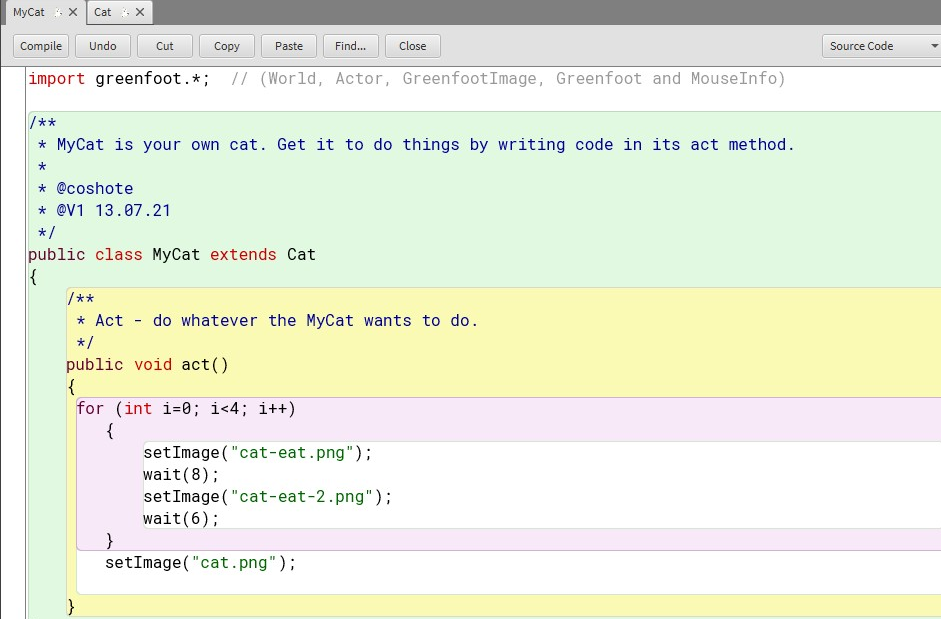 MyCat
Cat
Compile Undo Cut Copy Paste Find... Close Source Code
import greenfoot.*;  // (World, Actor, GreenfootImage, Greenfoot and MouseInfo)
/**
 * MyCat is your own cat. Get it to do things by writing code in its act method.
 *
 * @coshote
 * @V1 13.07.21
 */
public class MyCat extends Cat
{
    /**
     * Act - do whatever the MyCat wants to do.
     */
    public void act()
    {
     for (int i=0; i<4; i++)
        {
            setImage("cat-eat.png");
            wait(8);
            setImage("cat-eat-2.png");
            wait(6);
        }
        setImage("cat.png");
    }